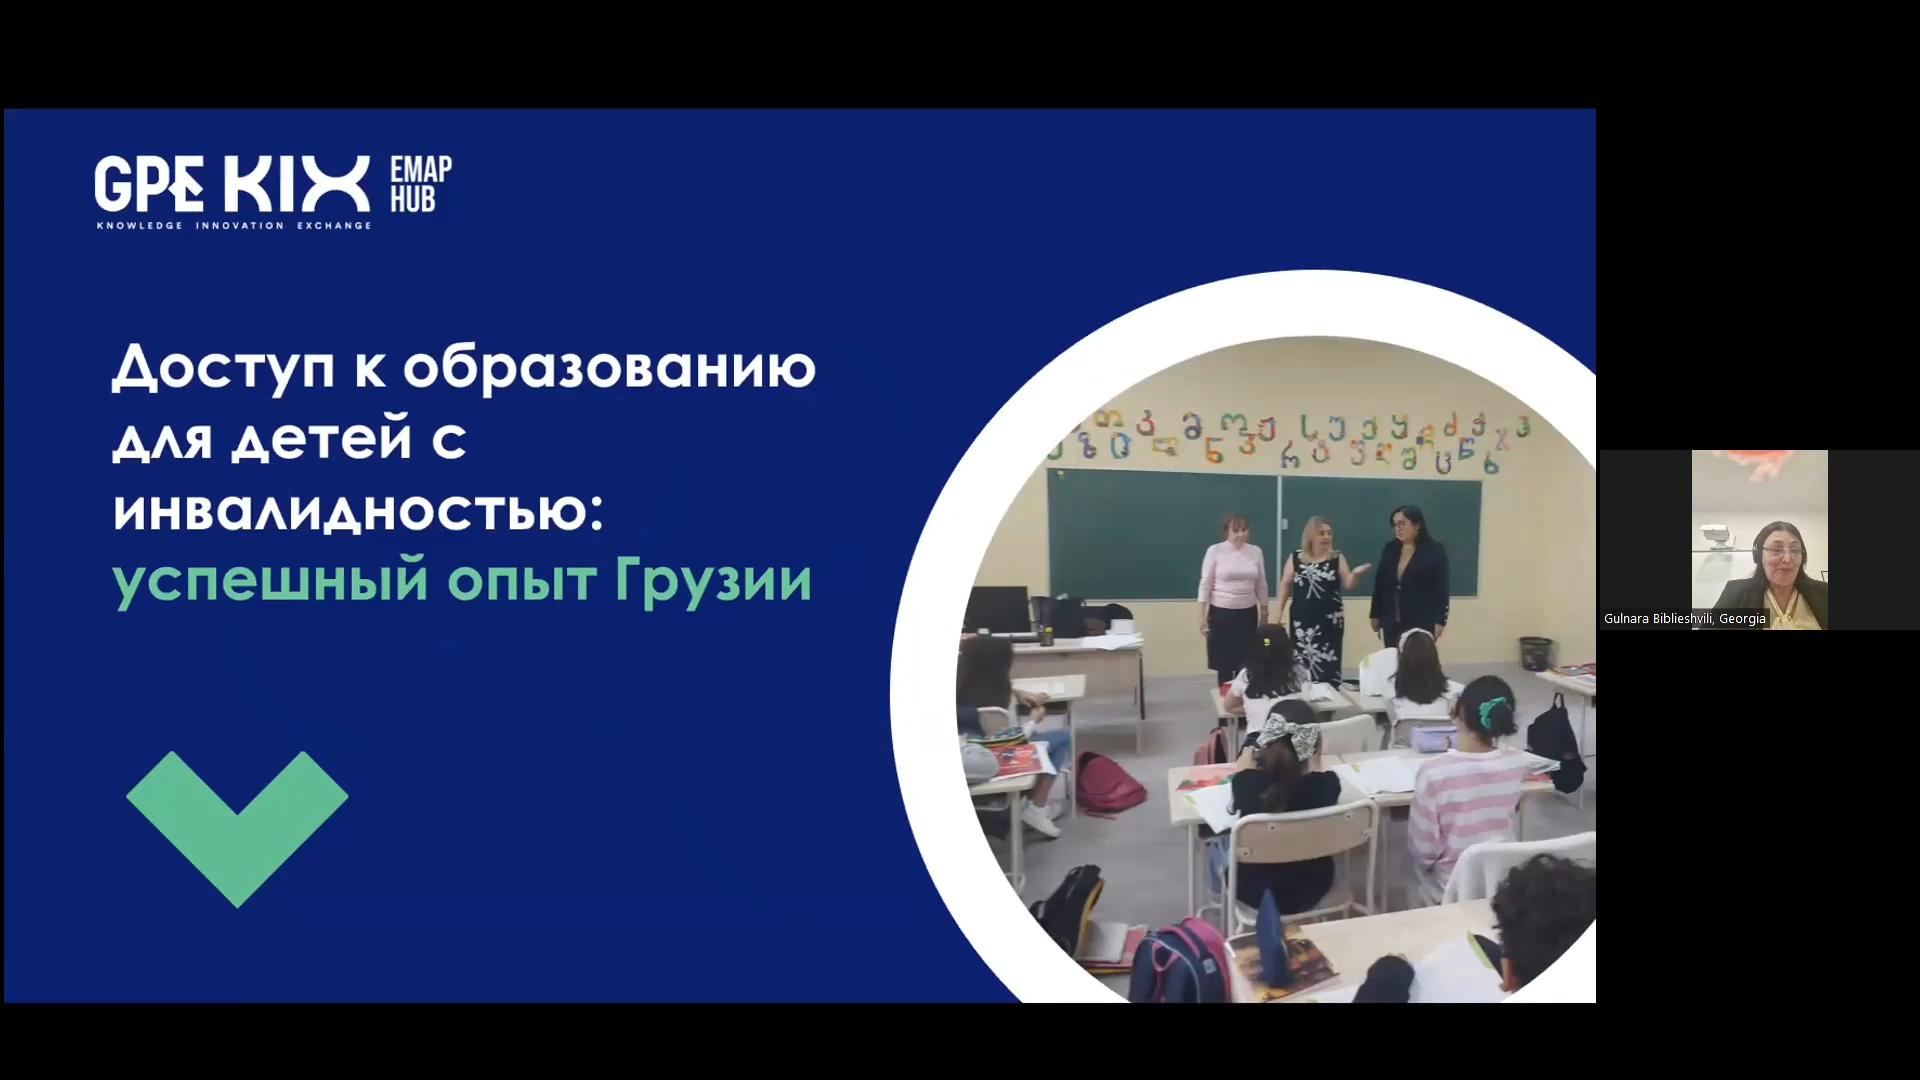 GPE KIX EMAP HUB
KNOWLEDGE INNOVATION EXCHANGE
Доступ к образованию
для детей с
инвалидностью:
успешный опыт Грузии
Gulnara Biblieshvili, Georgia